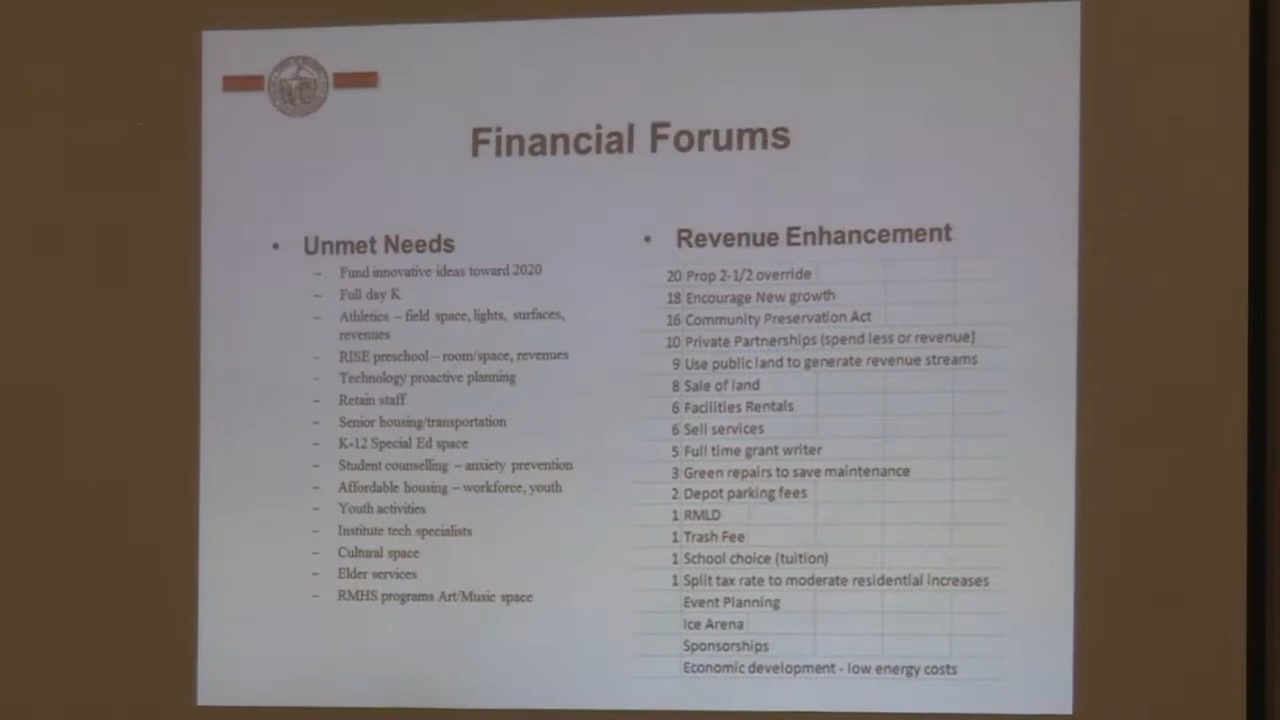 Financial Forums
• Unmet Needs
– Fund innovative ideas toward 2020
– Full day K
– Athletics – field space, lights, surfaces,
revenues
– RISE preschool – room/space, revenues
– Technology proactive planning
– Retain staff
– Senior housing/transportation
– K-12 Special Ed space
– Student counselling – anxiety prevention
– Affordable housing – workforce, youth
– Youth activities
– Institute tech specialists
– Cultural space
– Elder services
– RMHS programs Art/Music space
• Revenue Enhancement
20 Prop 2-1/2 override
18 Encourage New growth
16 Community Preservation Act
10 Private Partnerships (spend less or revenue)
9 Use public land to generate revenue streams
8 Sale of land
6 Facilities Rentals
6 Sell services
5 Full time grant writer
3 Green repairs to save maintenance
2 Depot parking fees
1 RMLD
1 Trash Fee
1 School choice (tuition)
1 Split tax rate to moderate residential increases
Event Planning
Ice Arena
Sponsorships
Economic development - low energy costs